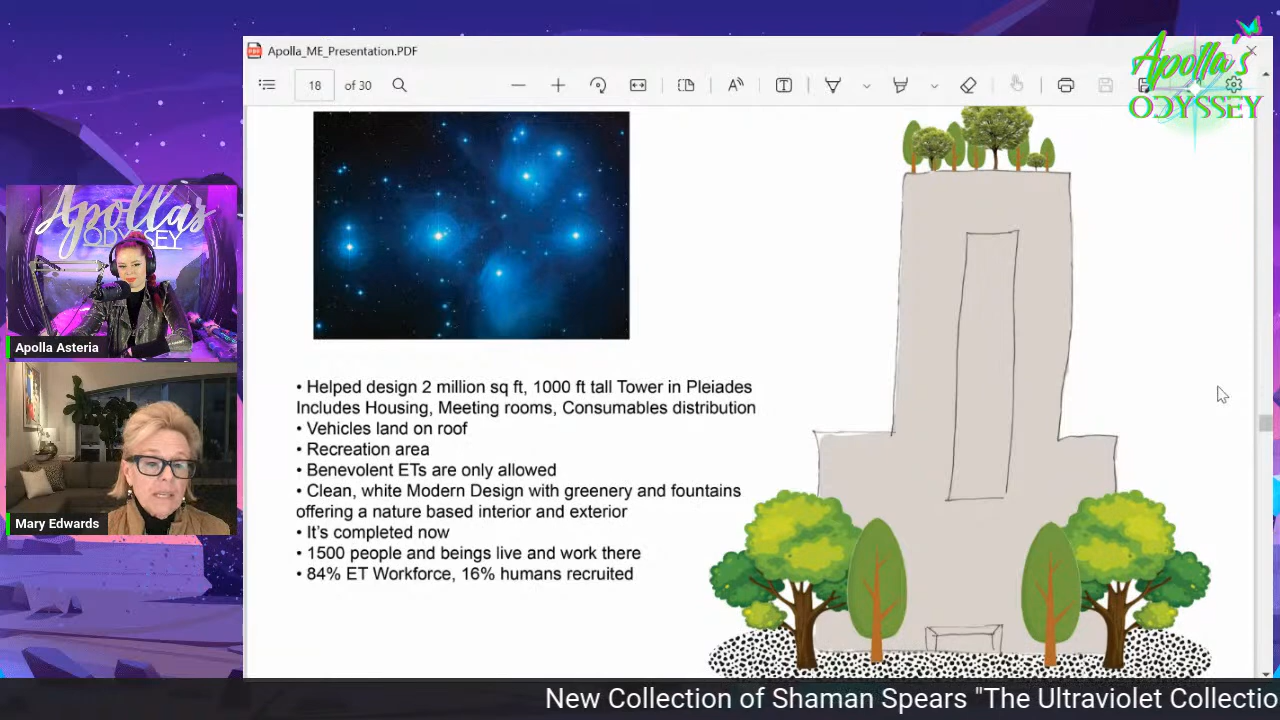 Apolla_ME_Presentation.PDF
18 of 30
Apolla's
ODYSSEY
Apollas
ODYSSEY
Apolla Asteria
Mary Edwards
• Helped design 2 million sq ft, 1000 ft tall Tower in Pleiades
Includes Housing, Meeting rooms, Consumables distribution
• Vehicles land on roof
• Recreation area
• Benevolent ETs are only allowed
• Clean, white Modern Design with greenery and fountains
offering a nature based interior and exterior
• It's completed now
• 1500 people and beings live and work there
• 84% ET Workforce, 16% humans recruited
New Collection of Shaman Spears "The Ultraviolet Collectio